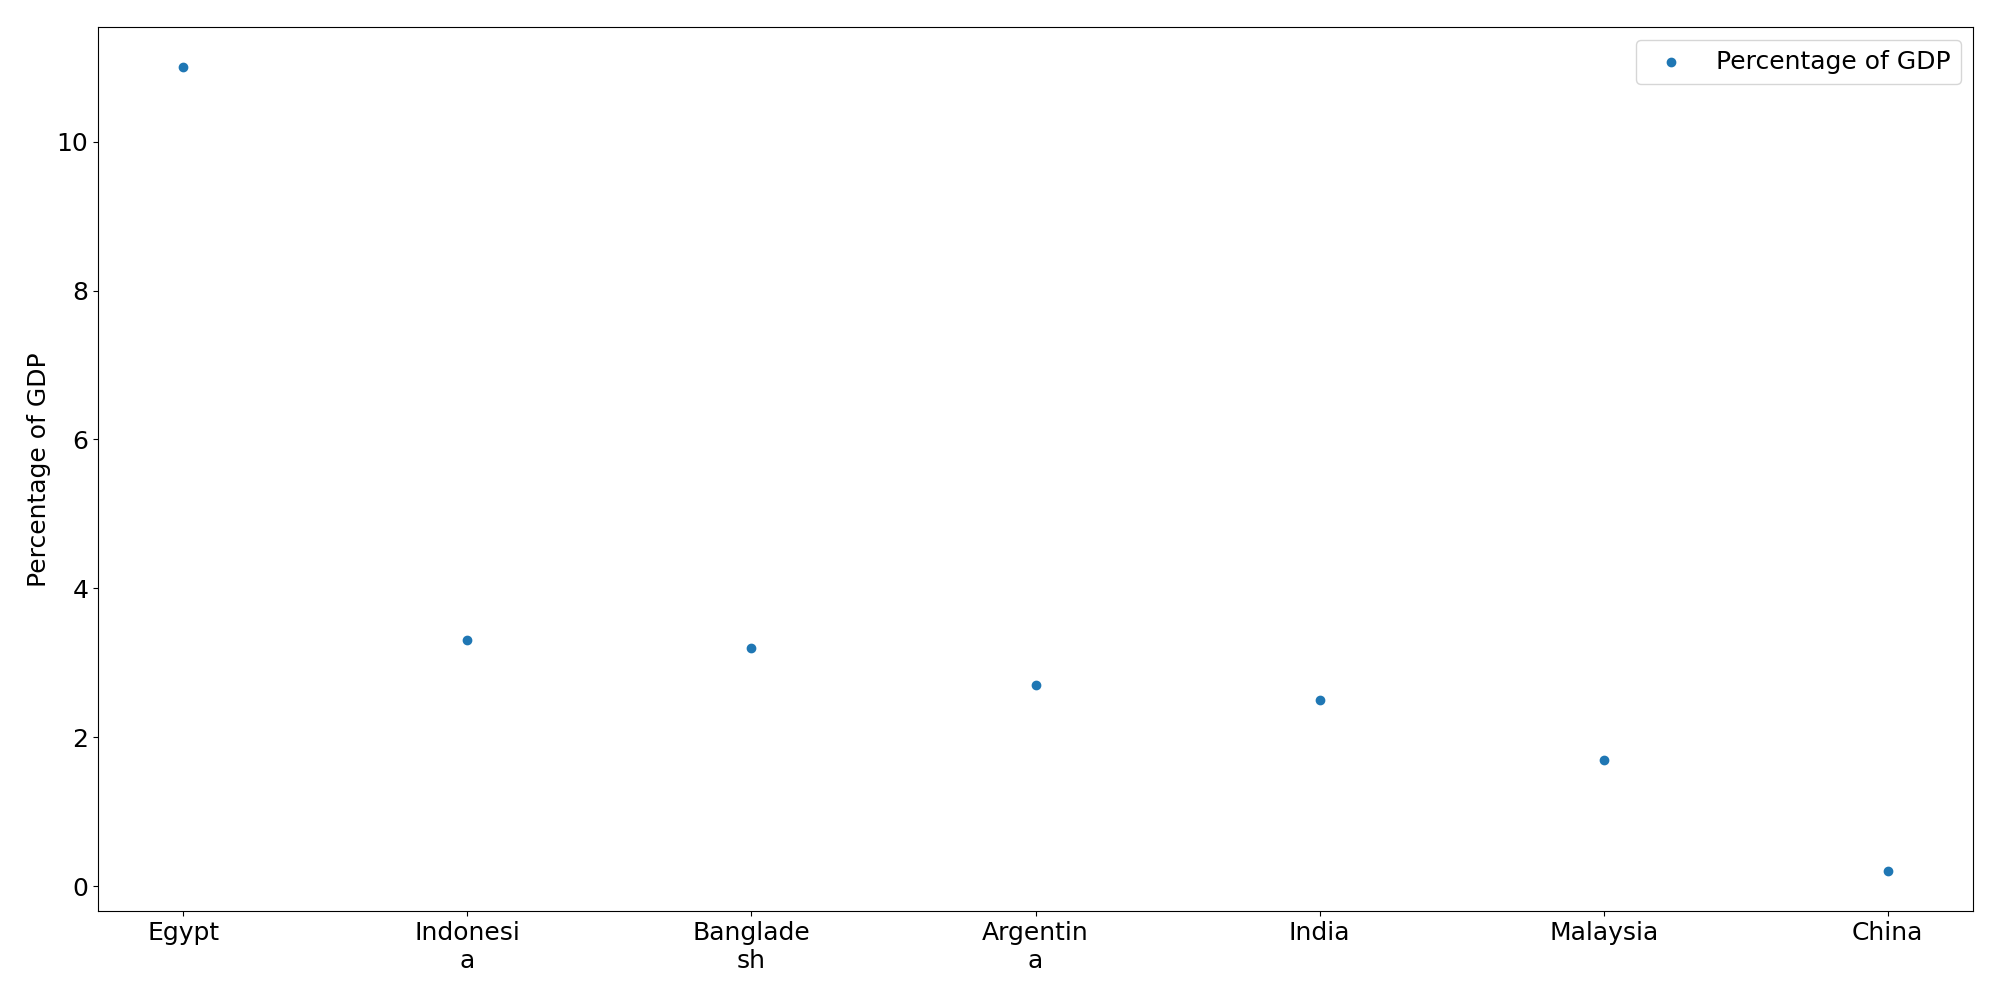 Percentage of GDP
10
8
6
4
2
0
Percentage of GDP
Egypt
Indonesi
a
Banglade
sh
Argentin
a
India
Malaysia
China